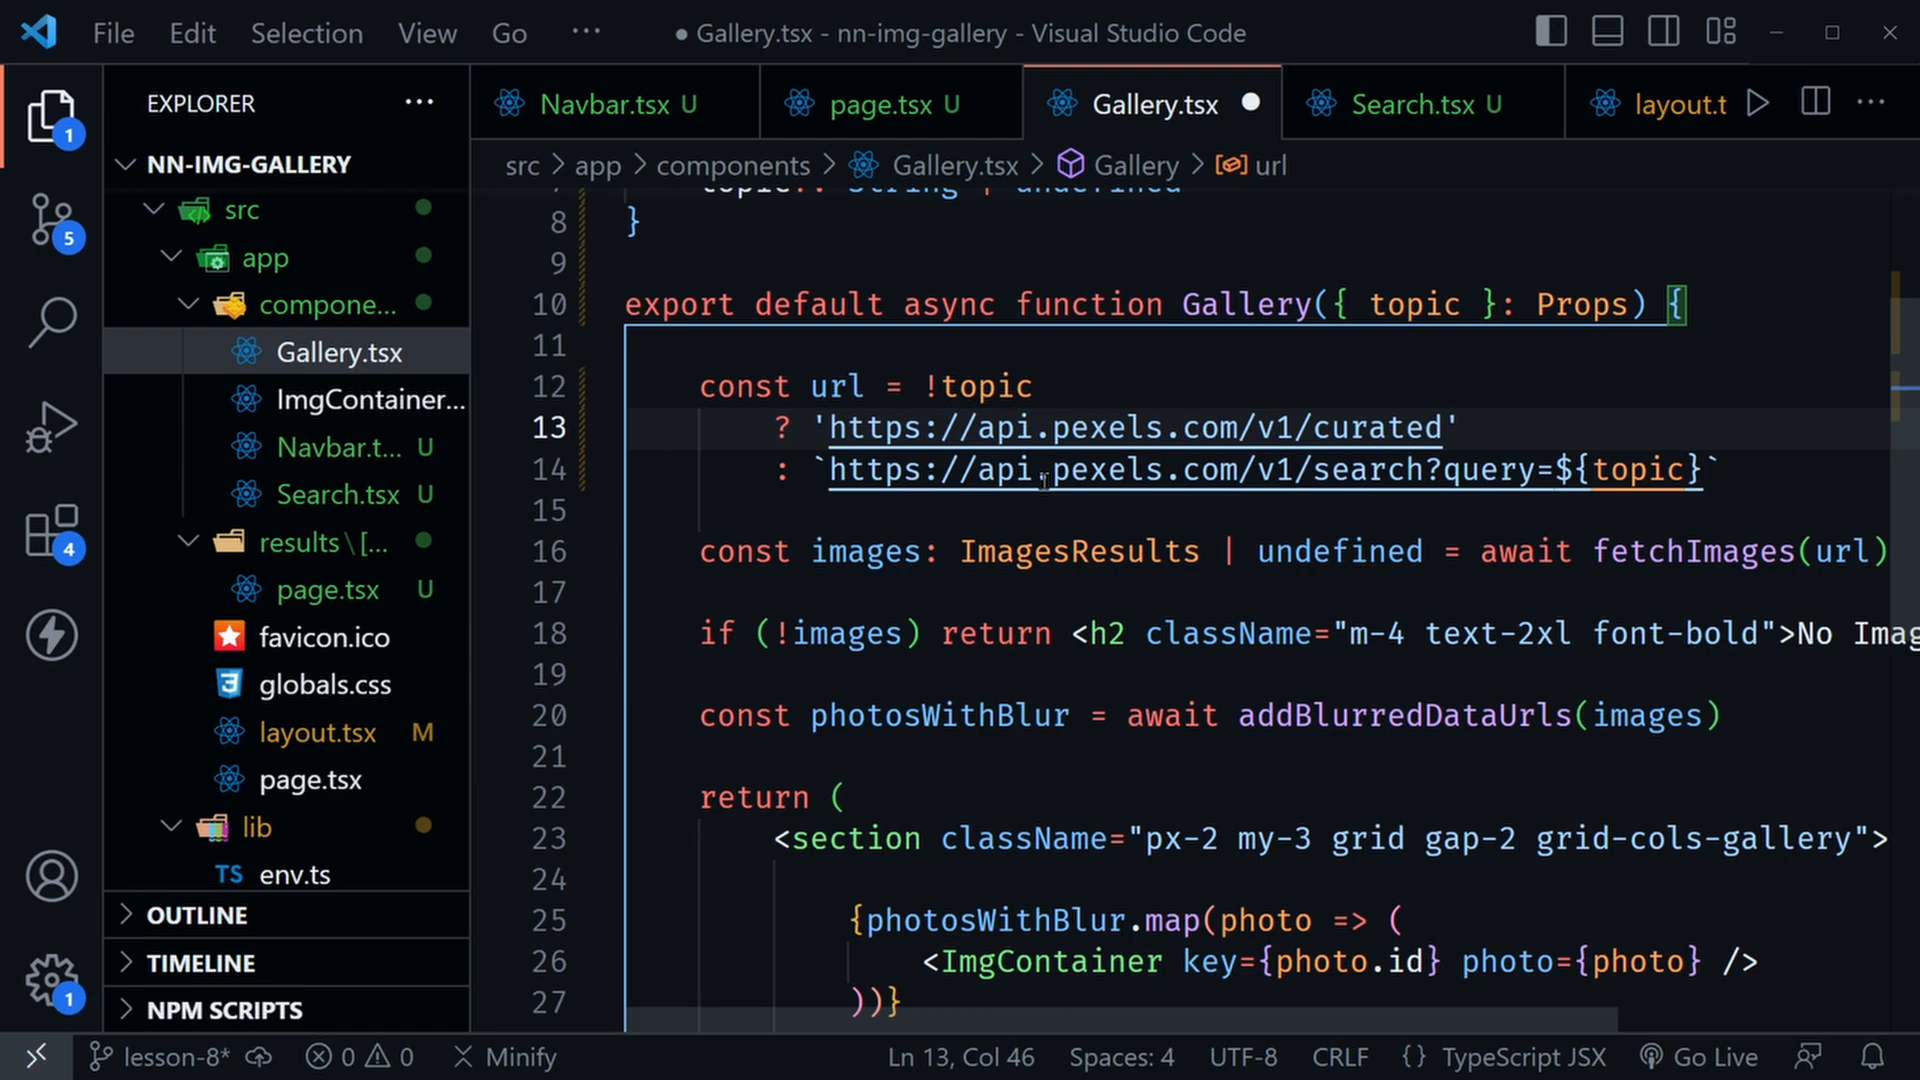 File Edit Selection View Go ··· ● Gallery.tsx - nn-img-gallery - Visual Studio Code
EXPLORER ···
Navbar.tsx U page.tsx U Gallery.tsx ● Search.tsx U layout.t ···
src > app > components > Gallery.tsx > Gallery > url
NN-IMG-GALLERY
src
app
compone...
Gallery.tsx
ImgContainer...
Navbar.t... U
Search.tsx U
results\[...
page.tsx U
favicon.ico
globals.css
layout.tsx M
page.tsx
lib
TS env.ts
OUTLINE
TIMELINE
NPM SCRIPTS
1
5
4
1
8 }
9
10 export default async function Gallery({ topic }: Props) {
11
12 const url = !topic
13 ? 'https://api.pexels.com/v1/curated'
14 : `https://api.pexels.com/v1/search?query=${topic}`
15
16 const images: ImagesResults | undefined = await fetchImages(url)
17
18 if (!images) return <h2 className="m-4 text-2xl font-bold">No Imag
19
20 const photosWithBlur = await addBlurredDataUrls(images)
21
22 return (
23 <section className="px-2 my-3 grid gap-2 grid-cols-gallery">
24
25 {photosWithBlur.map(photo => (
26 <ImgContainer key={photo.id} photo={photo} />
27 ))}
lesson-8* 0 0 Minify Ln 13, Col 46 Spaces: 4 UTF-8 CRLF {} TypeScript JSX Go Live